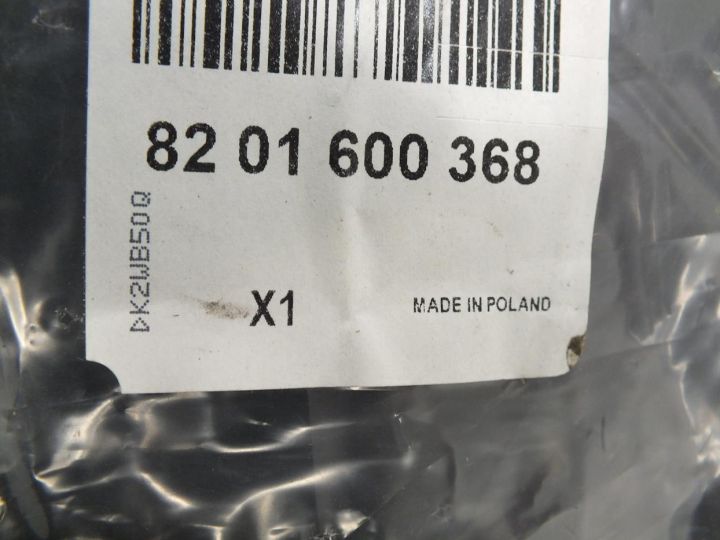 82 01 600 368
DK2WB50Q
X1
MADE IN POLAND